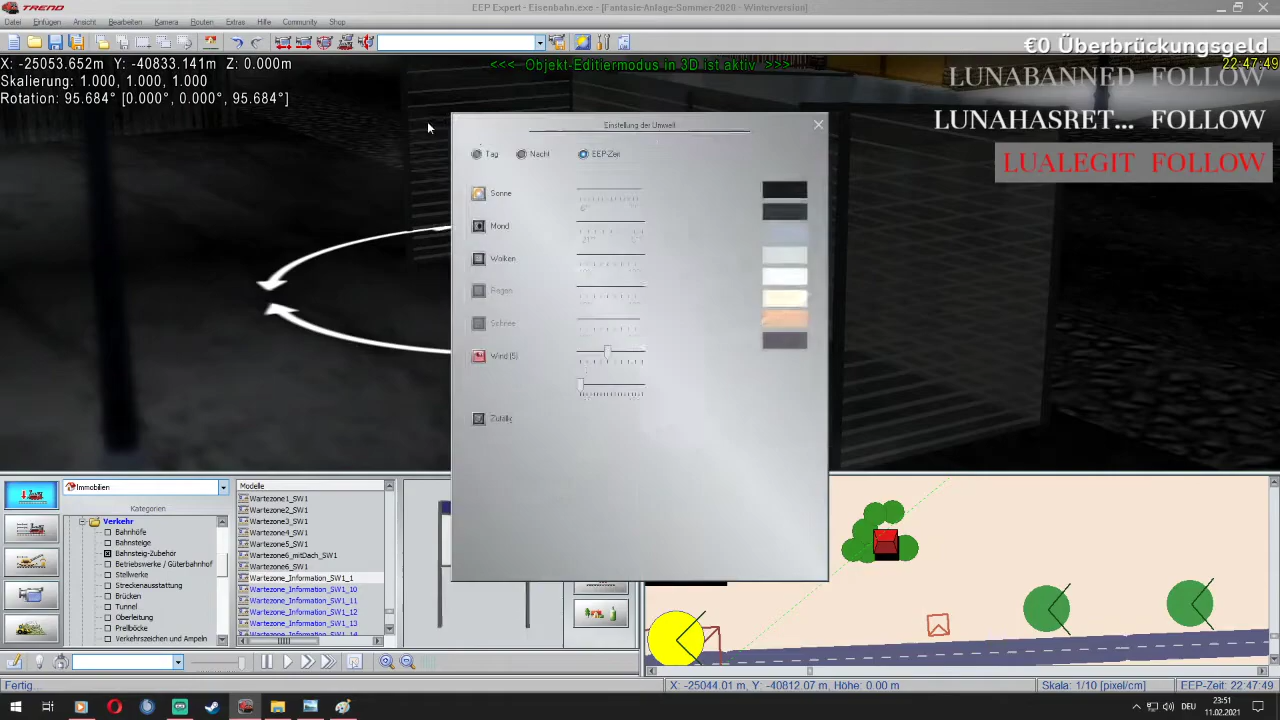 TREND
EEP Expert - Eisenbahn.exe - [Fantasie-Anlage-Sommer-2020 - Winterversion]
Datei Einfügen Ansicht Bearbeiten Kamera Routen Extras Hilfe Community Shop
€0 Überbrückungsgeld
X: -25053.652m Y: -40833.141m Z: 0.000m
<<< Objekt-Editiermodus in 3D ist aktiv >>>
22:47:49
Skalierung: 1.000, 1.000, 1.000
LUNABANNED FOLLOW
Rotation: 95.684° [0.000°, 0.000°, 95.684°]
LUNAHASRET... FOLLOW
LUALEGIT FOLLOW
Einstellung der Umwelt
Tag Nacht EEP-Zeit
Sonne
Mond
Wolken
Regen
Schnee
Wind (5)
Zufällig
Immobilien
Kategorien
Verkehr
Bahnhöfe
Bahnsteige
Bahnsteig-Zubehör
Betriebswerke / Güterbahnhof
Stellwerke
Streckenausstattung
Brücken
Tunnel
Oberleitung
Prellböcke
Verkehrszeichen und Ampeln
Modelle
Wartezone1_SW1
Wartezone2_SW1
Wartezone3_SW1
Wartezone4_SW1
Wartezone5_SW1
Wartezone6_mitDach_SW1
Wartezone6_SW1
Wartezone_Information_SW1_1
Wartezone_Information_SW1_10
Wartezone_Information_SW1_11
Wartezone_Information_SW1_12
Wartezone_Information_SW1_13
Wartezone_Information_SW1_14
Fertig...
X: -25044.01 m, Y: -40812.07 m, Höhe: 0.00 m
Skala: 1/10 [pixel/cm]
EEP-Zeit: 22:47:49
DEU
23:51
11.02.2021